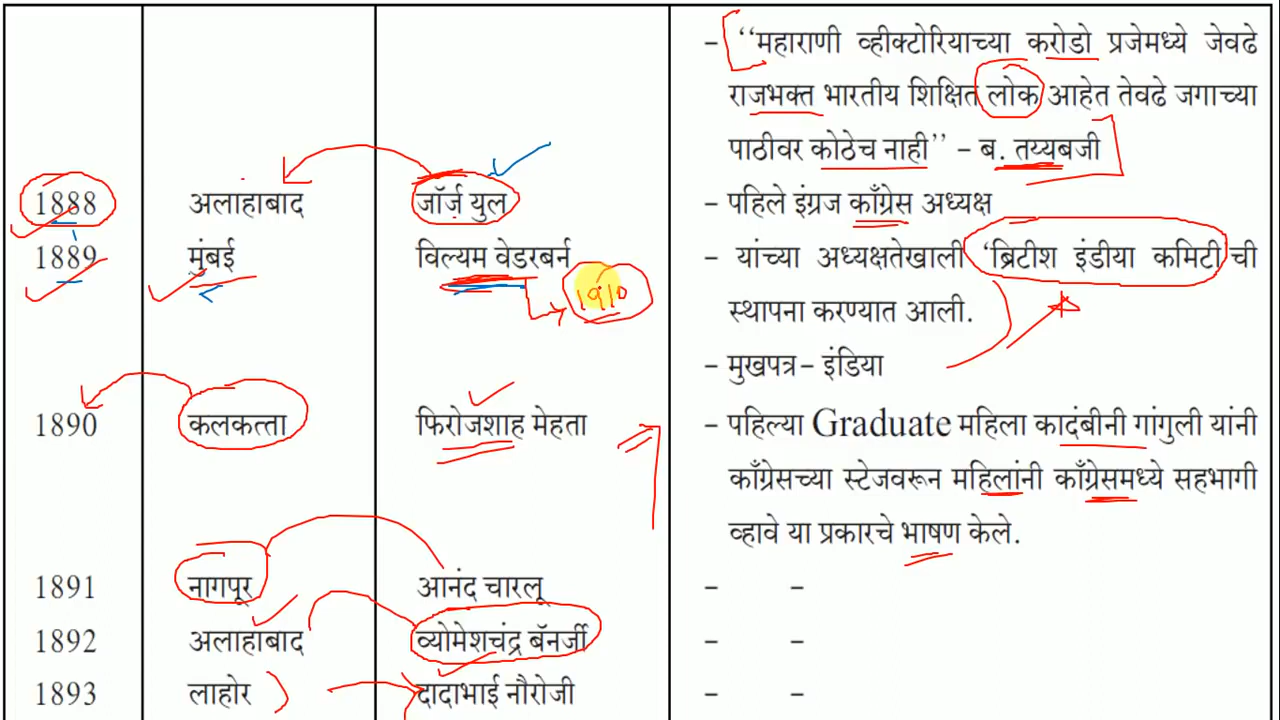 – ‘‘महाराणी व्हीक्टोरियाच्या करोडो प्रजेमध्ये जेवढे
राजभक्त भारतीय शिक्षित लोक आहेत तेवढे जगाच्या
पाठीवर कोठेच नाही’’ – ब. तय्यबजी
1888 अलाहाबाद जॉर्ज युल – पहिले इंग्रज काँग्रेस अध्यक्ष
1889 मुंबई विल्यम वेडरबर्न – यांच्या अध्यक्षतेखाली ‘ब्रिटीश इंडीया कमिटी ची
१९१० स्थापना करण्यात आली.
– मुखपत्र– इंडिया
1890 कलकत्ता फिरोजशाह मेहता – पहिल्या Graduate महिला कादंबीनी गांगुली यांनी
काँग्रेसच्या स्टेजवरून महिलांनी काँग्रेसमध्ये सहभागी
व्हावे या प्रकारचे भाषण केले.
1891 नागपूर आनंद चारलू – –
1892 अलाहाबाद व्योमेशचंद्र बॅनर्जी – –
1893 लाहोर दादाभाई नौरोजी – –